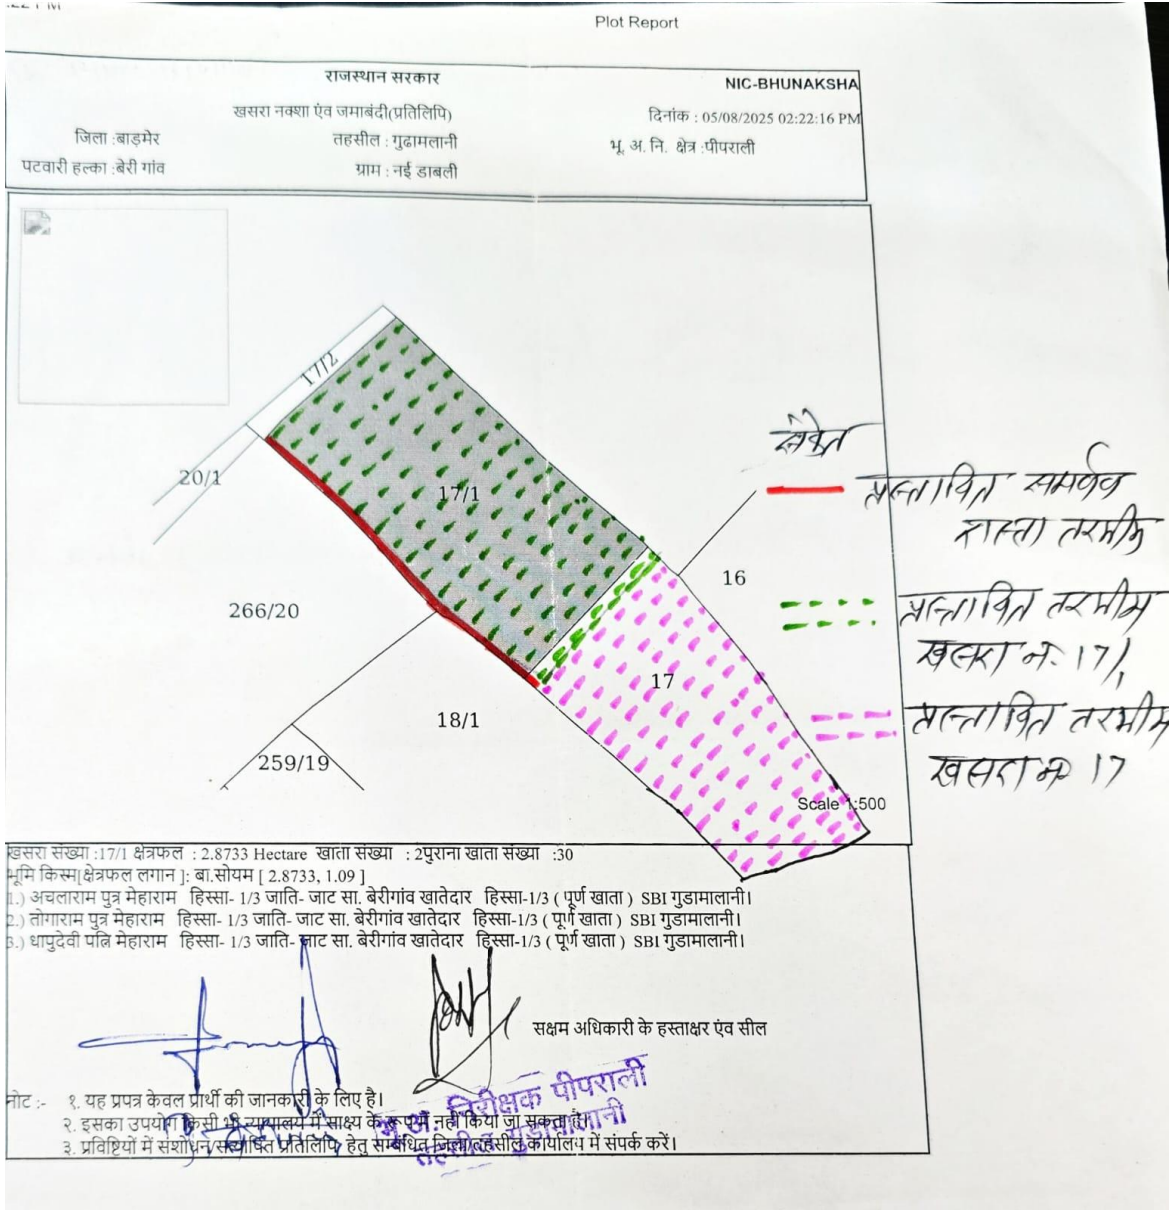 :22 PM
Plot Report
राजस्थान सरकार
NIC-BHUNAKSHA
खसरा नक्शा एंव जमाबंदी(प्रतिलिपि)
दिनांक : 05/08/2025 02:22:16 PM
जिला :बाड़मेर
तहसील : गुढामलानी
भू. अ. नि. क्षेत्र :पीपराली
पटवारी हल्का :बेरी गांव
ग्राम : नई डाबली
17/2
20/1
17/1
266/20
16
17
18/1
259/19
संकेत
प्रस्तावित समर्पण
रास्ता तरमीम
प्रस्तावित तरमीम
खसरा न. 17/1
प्रस्तावित तरमीम
खसरा न 17
Scale 1:500
खसरा संख्या :17/1 क्षेत्रफल : 2.8733 Hectare खाता संख्या : 2पुराना खाता संख्या :30
भूमि किस्म[क्षेत्रफल लगान ]: बा.सोयम [ 2.8733, 1.09 ]
1.) अचलाराम पुत्र मेहाराम हिस्सा- 1/3 जाति- जाट सा. बेरीगांव खातेदार हिस्सा-1/3 ( पूर्ण खाता ) SBI गुडामालानी।
2.) तोगाराम पुत्र मेहाराम हिस्सा- 1/3 जाति- जाट सा. बेरीगांव खातेदार हिस्सा-1/3 ( पूर्ण खाता ) SBI गुडामालानी।
3.) धापुदेवी पत्नि मेहाराम हिस्सा- 1/3 जाति- जाट सा. बेरीगांव खातेदार हिस्सा-1/3 ( पूर्ण खाता ) SBI गुडामालानी।
सक्षम अधिकारी के हस्ताक्षर एंव सील
भू.अ. निरीक्षक पीपराली
तहसील गुड़ामालानी
नोट :- १. यह प्रपत्र केवल प्रार्थी की जानकारी के लिए है।
२. इसका उपयोग किसी भी न्यायालय में साक्ष्य के रूप में नहीं किया जा सकता है।
३. प्रविष्टियों में संशोधन/सत्यापित प्रतिलिपि हेतु सम्बंधित जिला/तहसील कार्यालय में संपर्क करें।